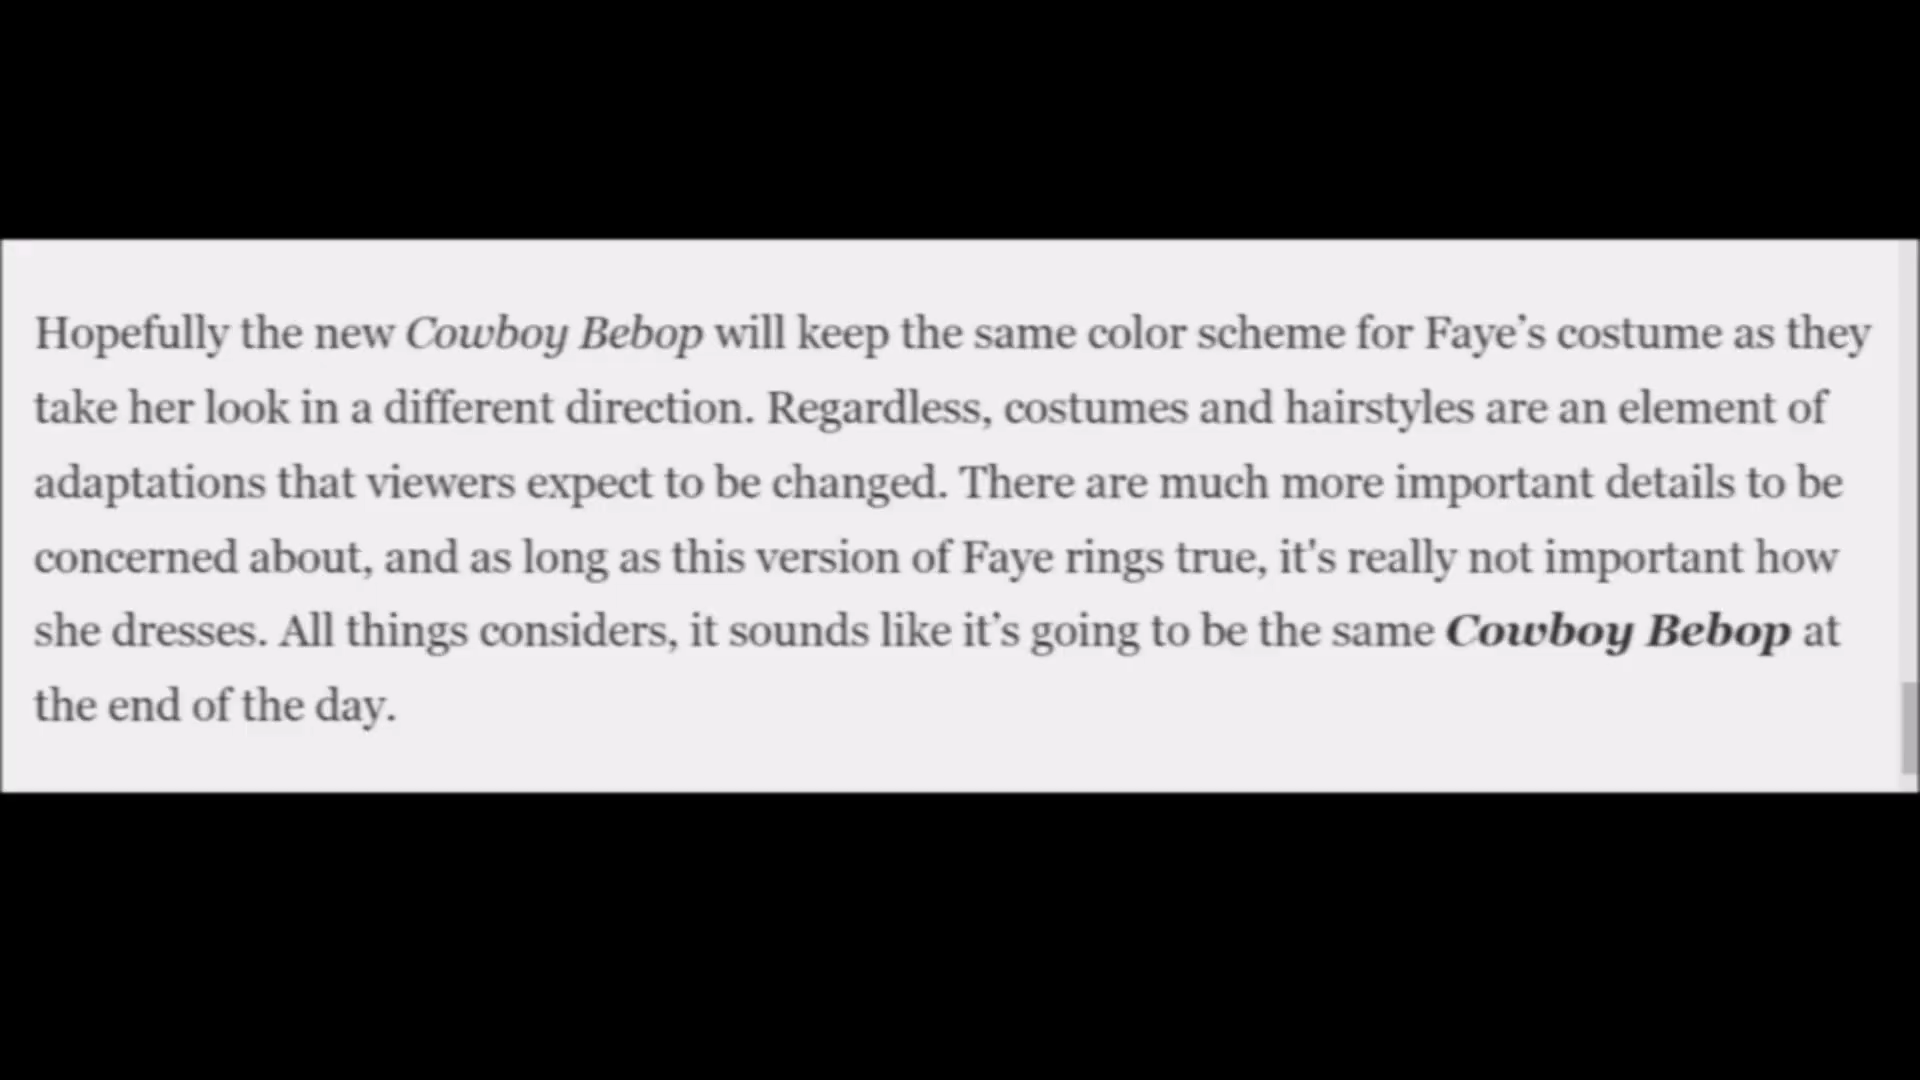 Hopefully the new Cowboy Bebop will keep the same color scheme for Faye’s costume as they
take her look in a different direction. Regardless, costumes and hairstyles are an element of
adaptations that viewers expect to be changed. There are much more important details to be
concerned about, and as long as this version of Faye rings true, it's really not important how
she dresses. All things considers, it sounds like it’s going to be the same Cowboy Bebop at
the end of the day.